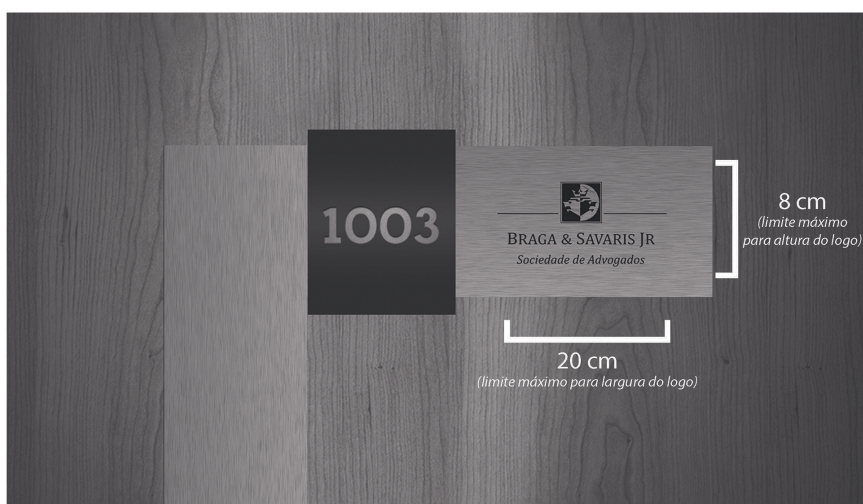 1003
BRAGA & SAVARIS JR
Sociedade de Advogados
8 cm
(limite máximo
para altura do logo)
20 cm
(limite máximo para largura do logo)